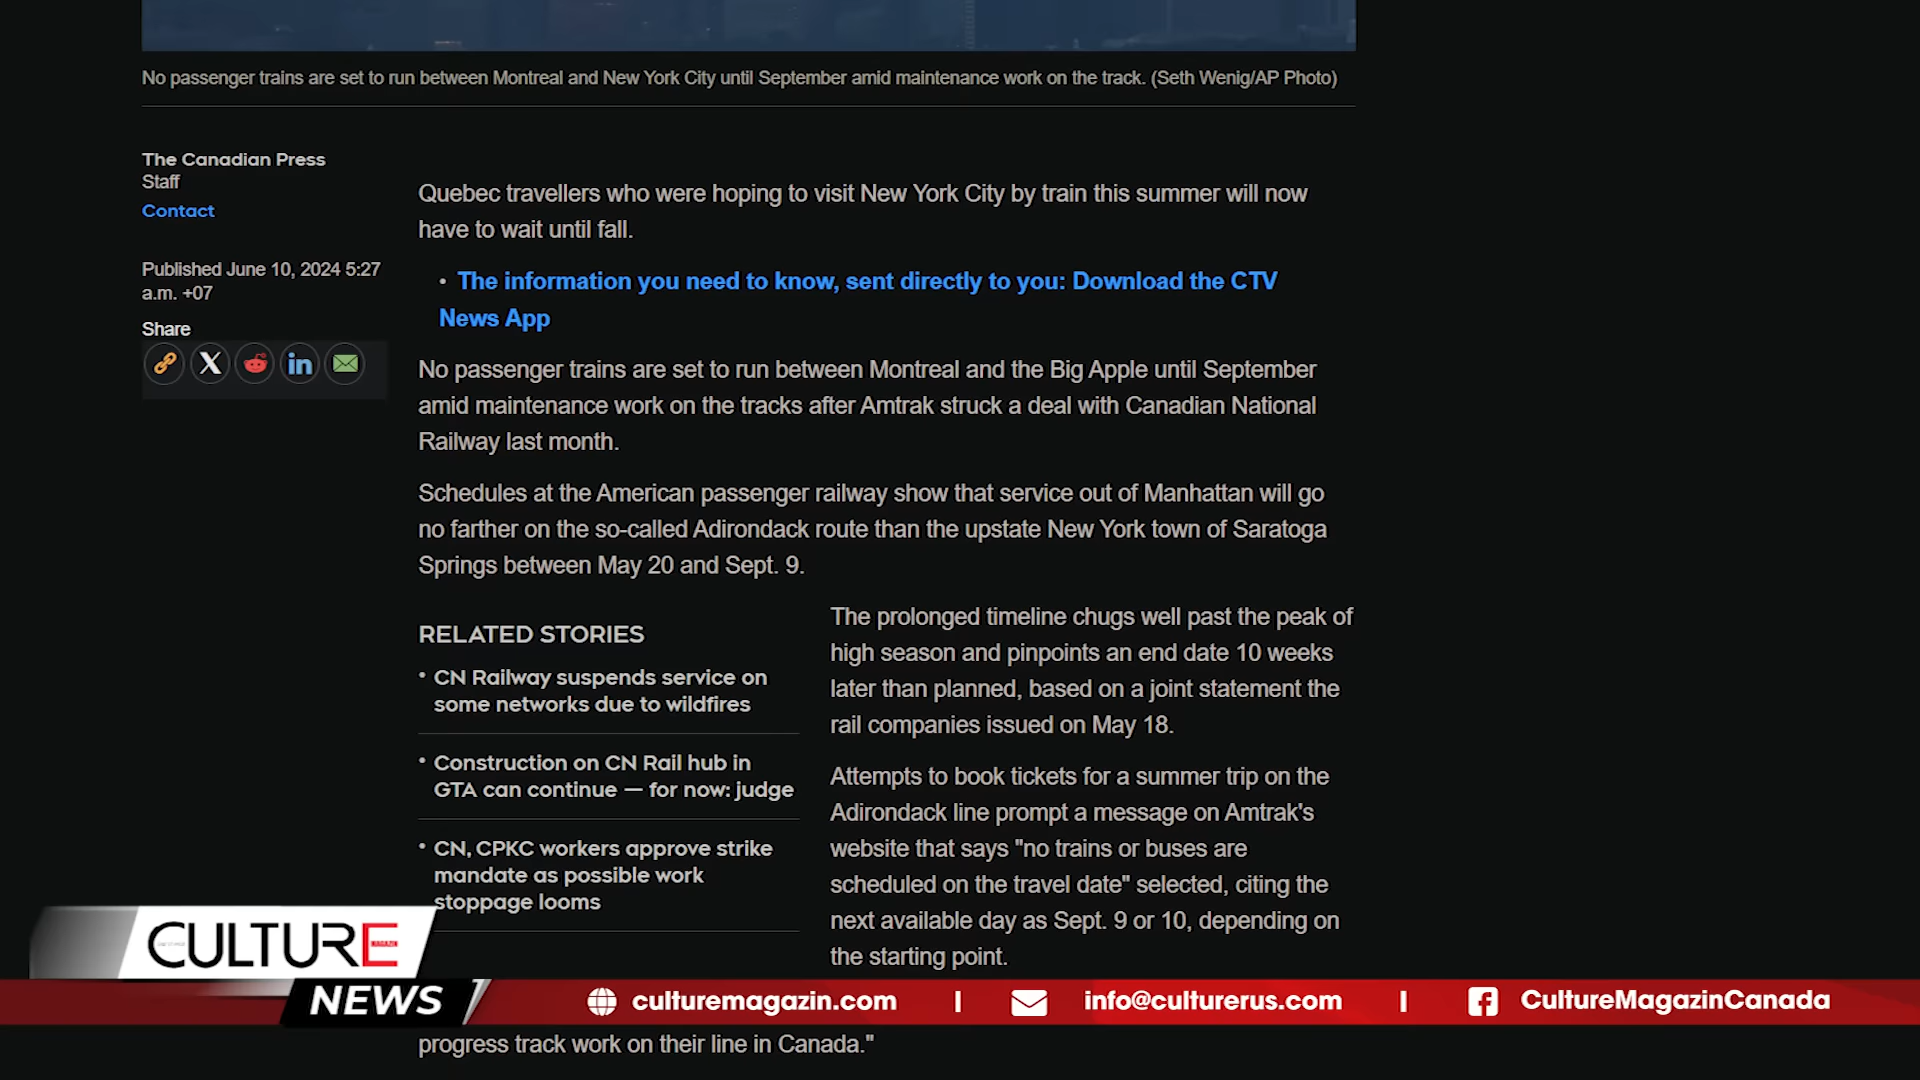 No passenger trains are set to run between Montreal and New York City until September amid maintenance work on the track. (Seth Wenig/AP Photo)
The Canadian Press
Staff
Contact
Published June 10, 2024 5:27
a.m. +07
Share
Quebec travellers who were hoping to visit New York City by train this summer will now
have to wait until fall.
• The information you need to know, sent directly to you: Download the CTV
News App
No passenger trains are set to run between Montreal and the Big Apple until September
amid maintenance work on the tracks after Amtrak struck a deal with Canadian National
Railway last month.
Schedules at the American passenger railway show that service out of Manhattan will go
no farther on the so-called Adirondack route than the upstate New York town of Saratoga
Springs between May 20 and Sept. 9.
RELATED STORIES
• CN Railway suspends service on
some networks due to wildfires
• Construction on CN Rail hub in
GTA can continue — for now: judge
• CN, CPKC workers approve strike
mandate as possible work
stoppage looms
The prolonged timeline chugs well past the peak of
high season and pinpoints an end date 10 weeks
later than planned, based on a joint statement the
rail companies issued on May 18.
Attempts to book tickets for a summer trip on the
Adirondack line prompt a message on Amtrak's
website that says "no trains or buses are
scheduled on the travel date" selected, citing the
next available day as Sept. 9 or 10, depending on
the starting point.
CULTURE
MAGAZIN
NEWS
culturemagazin.com | info@culturerus.com | CultureMagazinCanada
progress track work on their line in Canada."